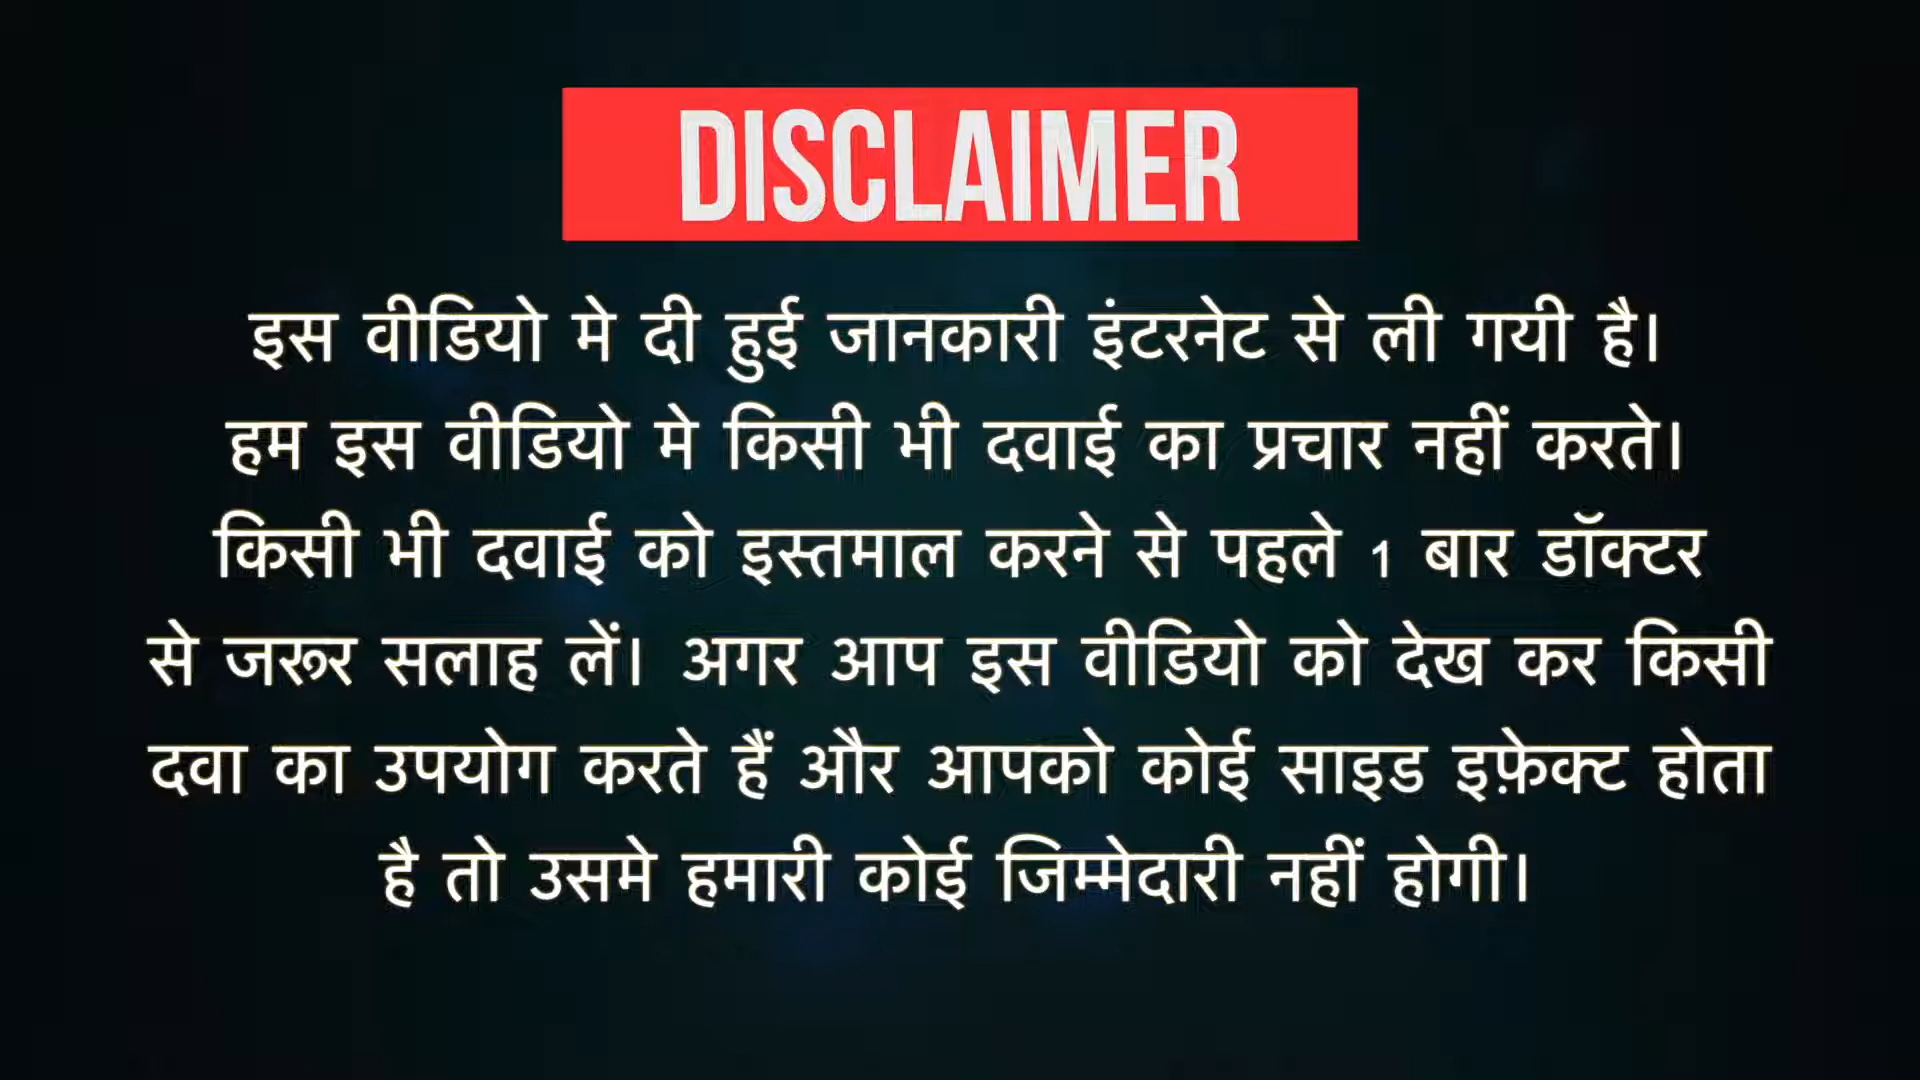 DISCLAIMER
इस वीडियो मे दी हुई जानकारी इंटरनेट से ली गयी है।
हम इस वीडियो मे किसी भी दवाई का प्रचार नहीं करते।
किसी भी दवाई को इस्तमाल करने से पहले 1 बार डॉक्टर
से जरूर सलाह लें। अगर आप इस वीडियो को देख कर किसी
दवा का उपयोग करते हैं और आपको कोई साइड इफ़ेक्ट होता
है तो उसमे हमारी कोई जिम्मेदारी नहीं होगी।